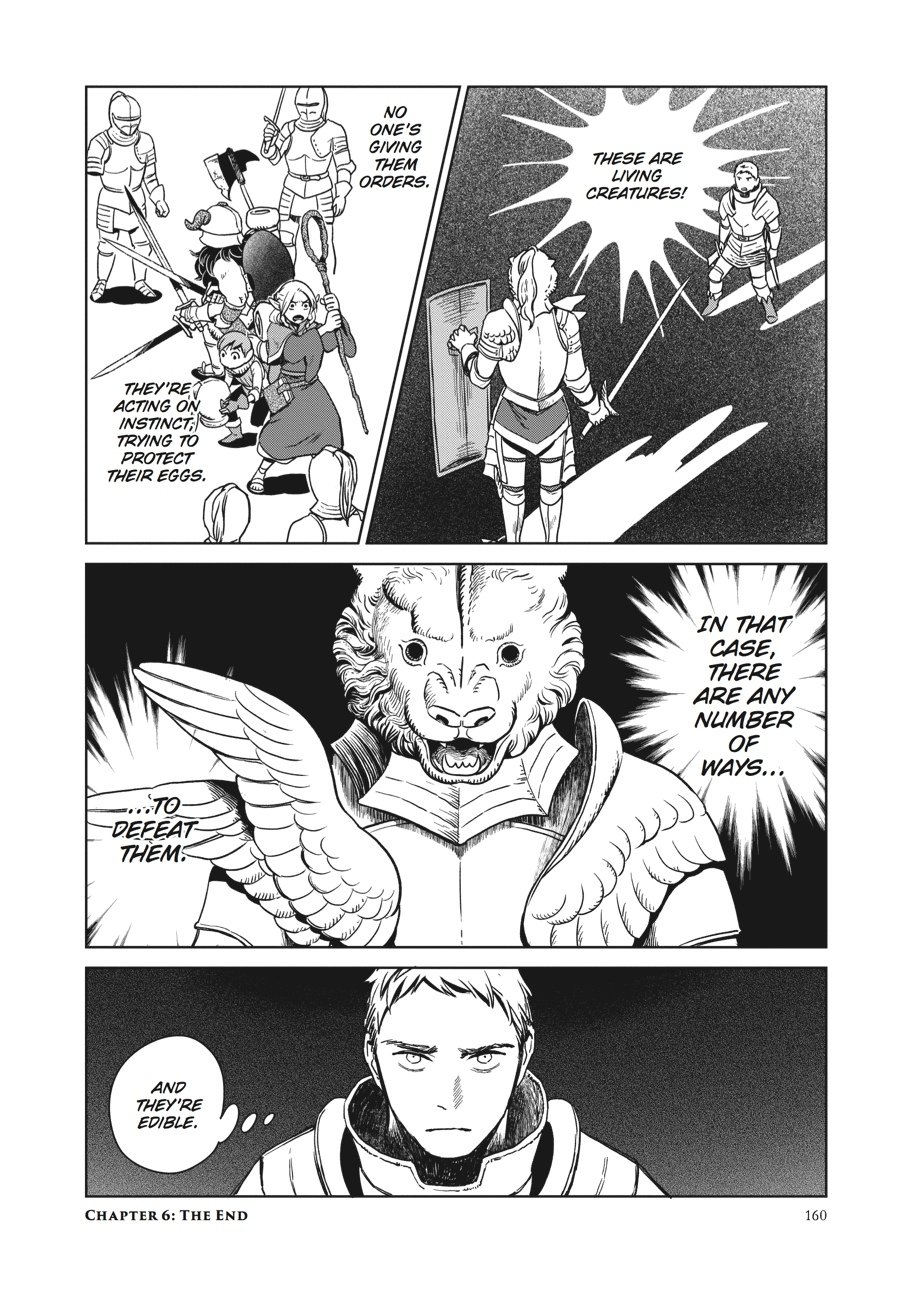 THESE ARE
LIVING
CREATURES!
NO
ONE'S
GIVING
THEM
ORDERS.
THEY'RE
ACTING ON
INSTINCT,
TRYING TO
PROTECT
THEIR EGGS.
IN THAT
CASE,
THERE
ARE ANY
NUMBER
OF
WAYS...
...TO
DEFEAT
THEM.
AND
THEY'RE
EDIBLE.
CHAPTER 6: THE END
160